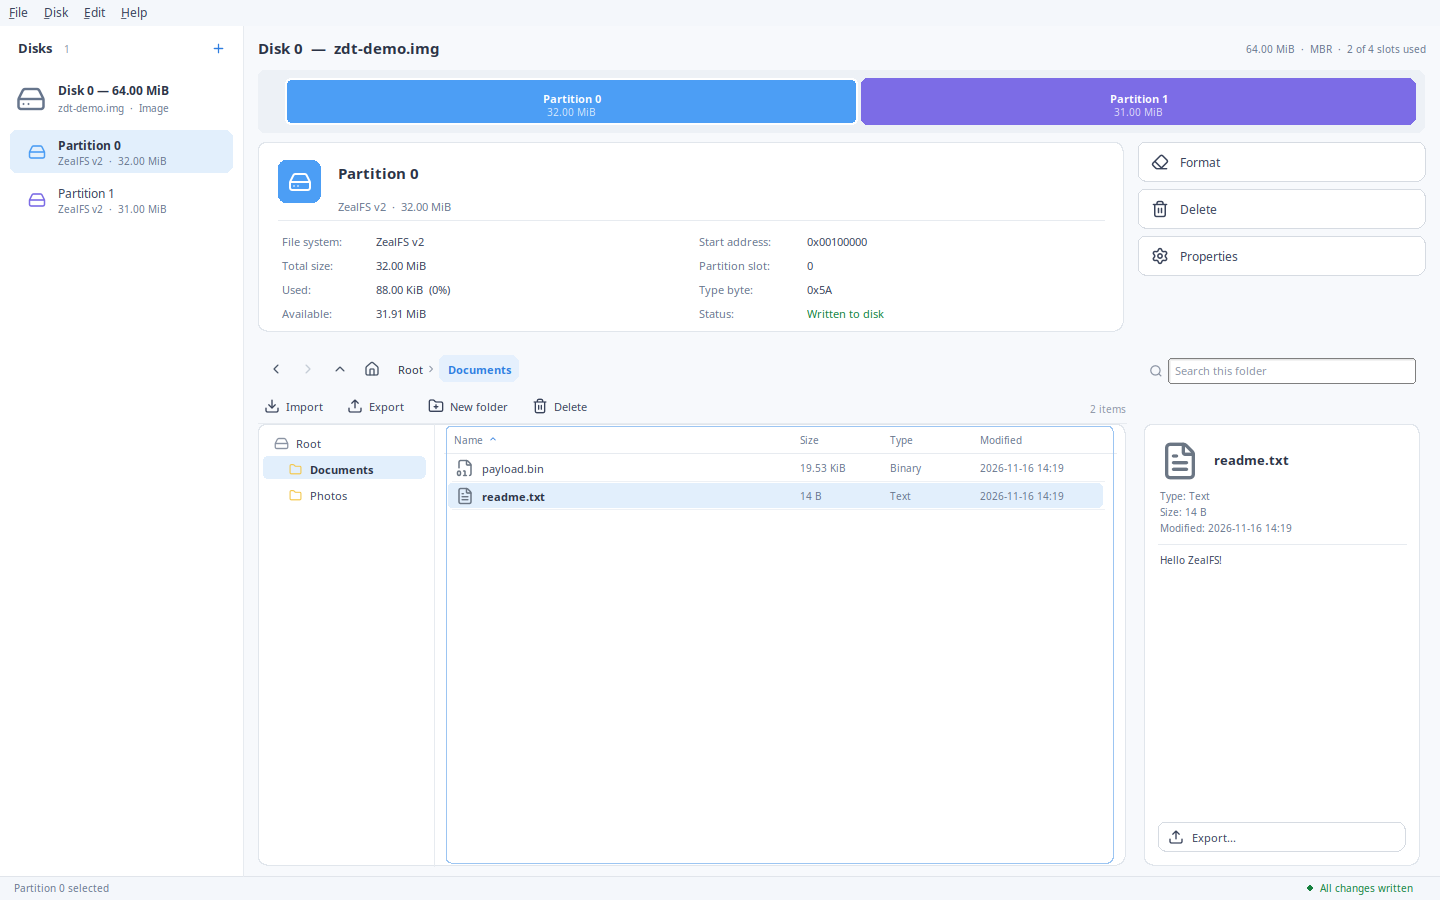 File Disk Edit Help
Disks 1 +
Disk 0 — 64.00 MiB
zdt-demo.img · Image
Partition 0
ZealFS v2 · 32.00 MiB
Partition 1
ZealFS v2 · 31.00 MiB
Disk 0 — zdt-demo.img
64.00 MiB · MBR · 2 of 4 slots used
Partition 0
32.00 MiB
Partition 1
31.00 MiB
Partition 0
ZealFS v2 · 32.00 MiB
File system: ZealFS v2
Total size: 32.00 MiB
Used: 88.00 KiB (0%)
Available: 31.91 MiB
Start address: 0x00100000
Partition slot: 0
Type byte: 0x5A
Status: Written to disk
Format
Delete
Properties
Root › Documents
Search this folder
Import Export New folder Delete
2 items
Root
Documents
Photos
Name Size Type Modified
payload.bin 19.53 KiB Binary 2026-11-16 14:19
readme.txt 14 B Text 2026-11-16 14:19
readme.txt
Type: Text
Size: 14 B
Modified: 2026-11-16 14:19
Hello ZealFS!
Export...
Partition 0 selected
All changes written